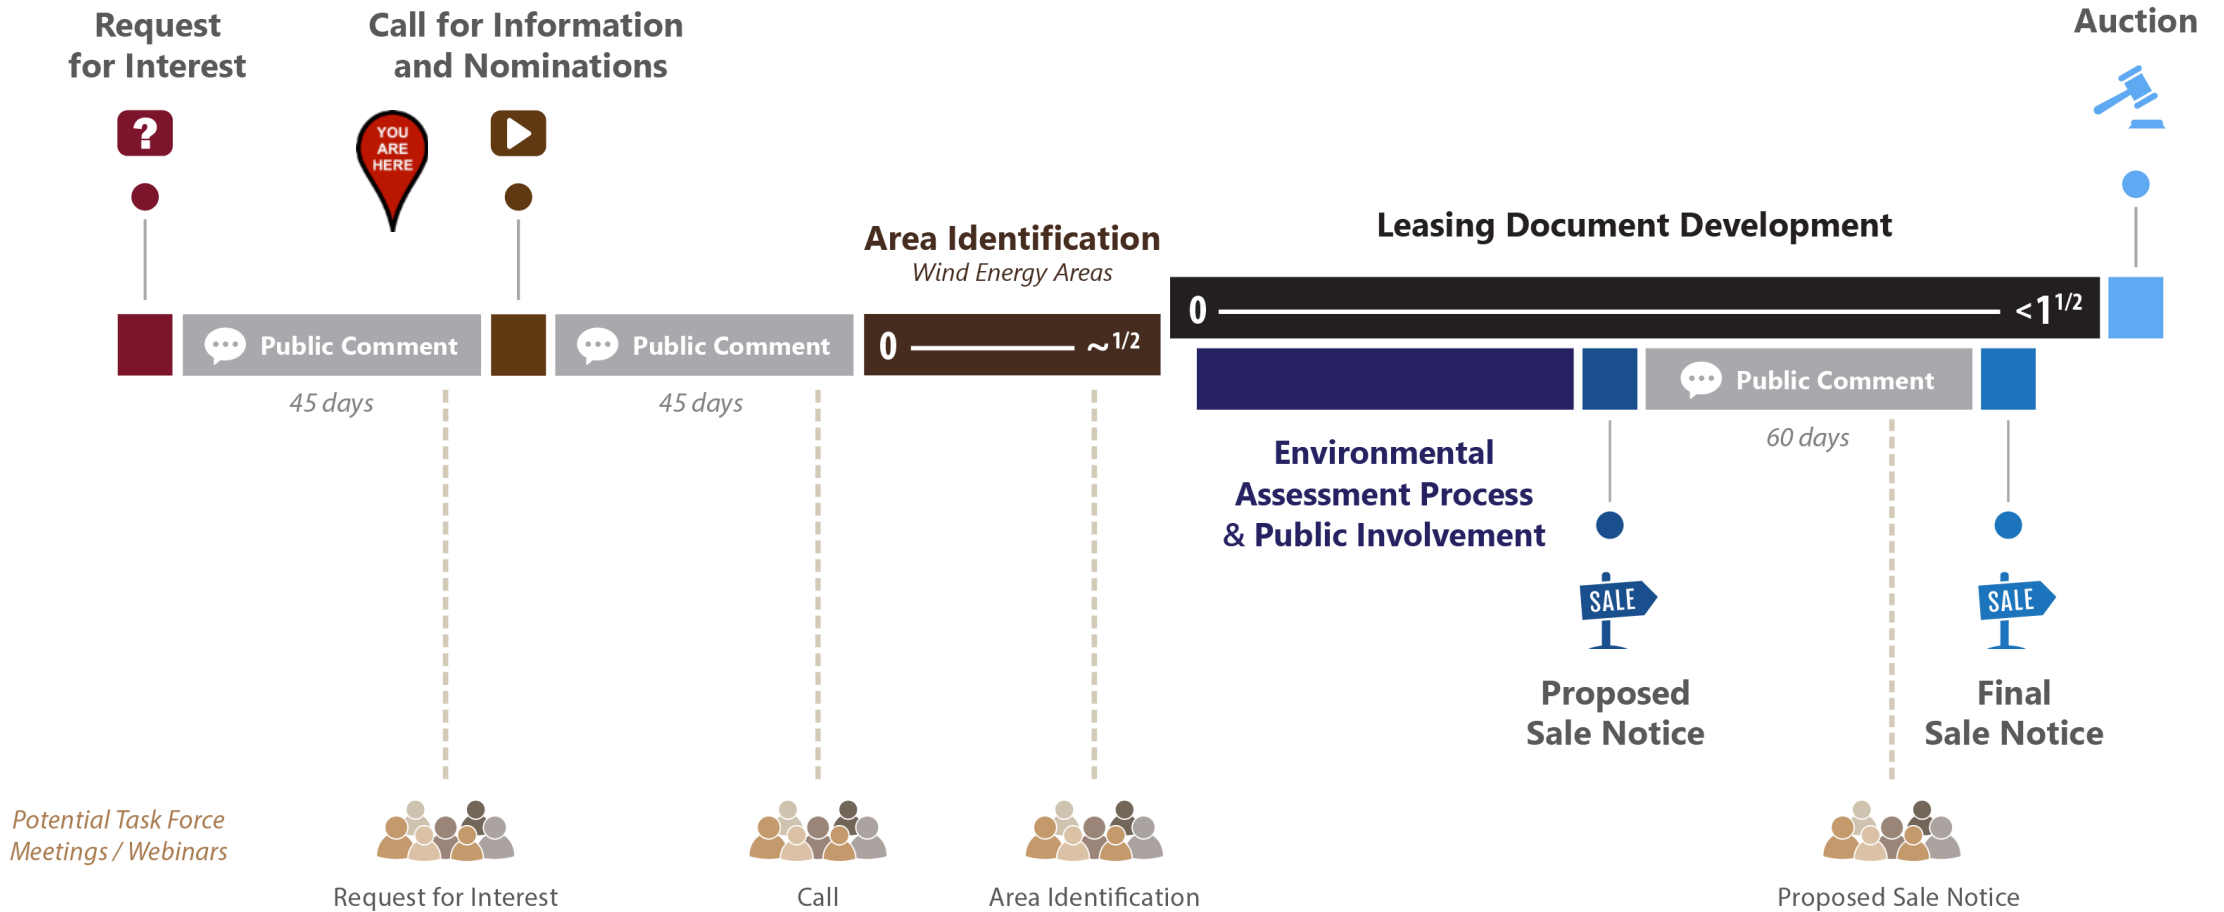 Request
for Interest
Call for Information
and Nominations
Auction
?
YOU
ARE
HERE
Area Identification
Wind Energy Areas
Leasing Document Development
0
<1 1/2
Public Comment
Public Comment
0
~1/2
Public Comment
45 days
45 days
60 days
Environmental
Assessment Process
& Public Involvement
SALE
SALE
Proposed
Sale Notice
Final
Sale Notice
Potential Task Force
Meetings / Webinars
Request for Interest
Call
Area Identification
Proposed Sale Notice